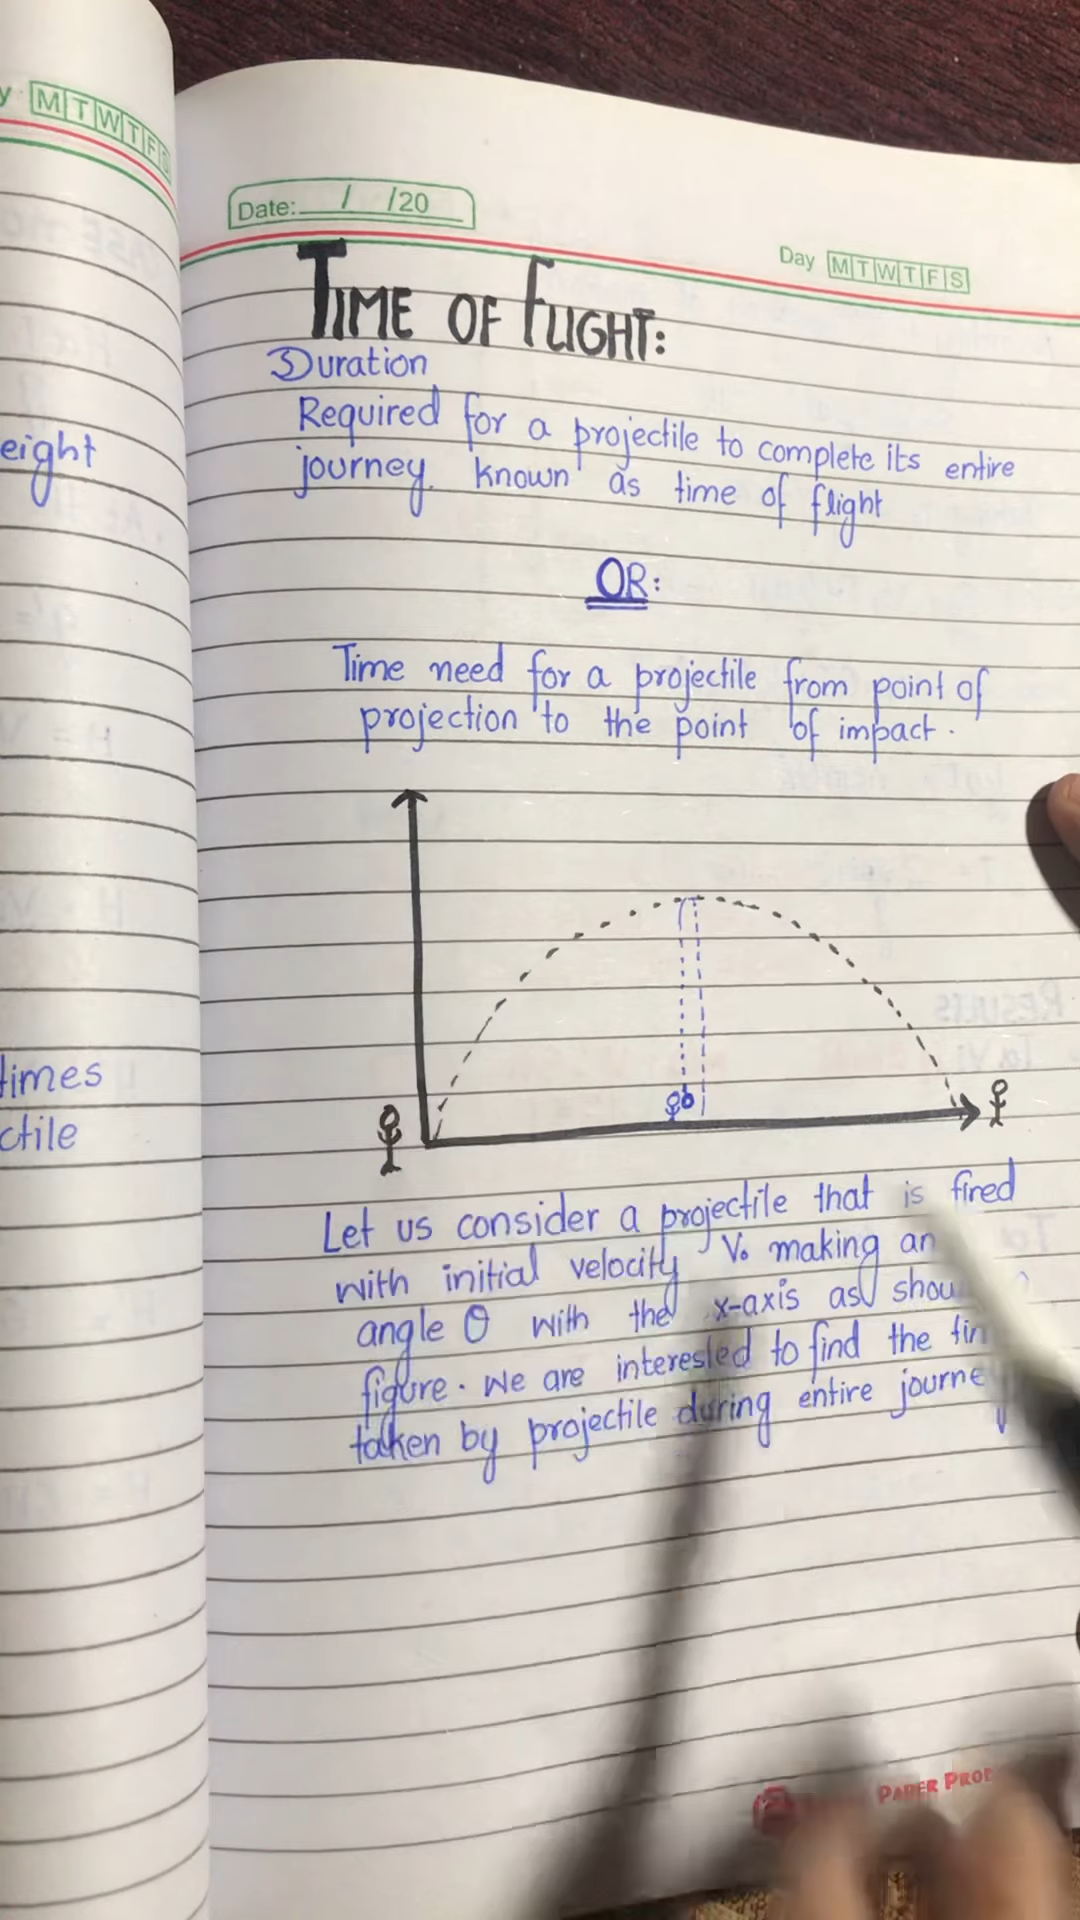 MTWTF
Date: / /20
Day MTWTFS
TIME OF FLIGHT:
Duration
Required for a projectile to complete its entire
journey. known as time of flight
OR:
Time need for a projectile from point of
projection to the point of impact.
Let us consider a projectile that is fired
with initial velocity V₀ making an
angle θ with the x-axis as
figure. We are interested to find the
taken by projectile during entire
eight
times
ctile
PAPER